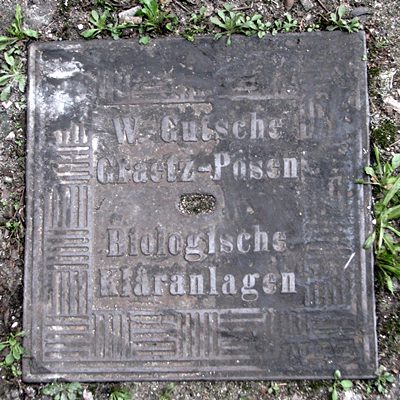 W. Gutsche
Graetz-Posen
Biologische
Kläranlagen